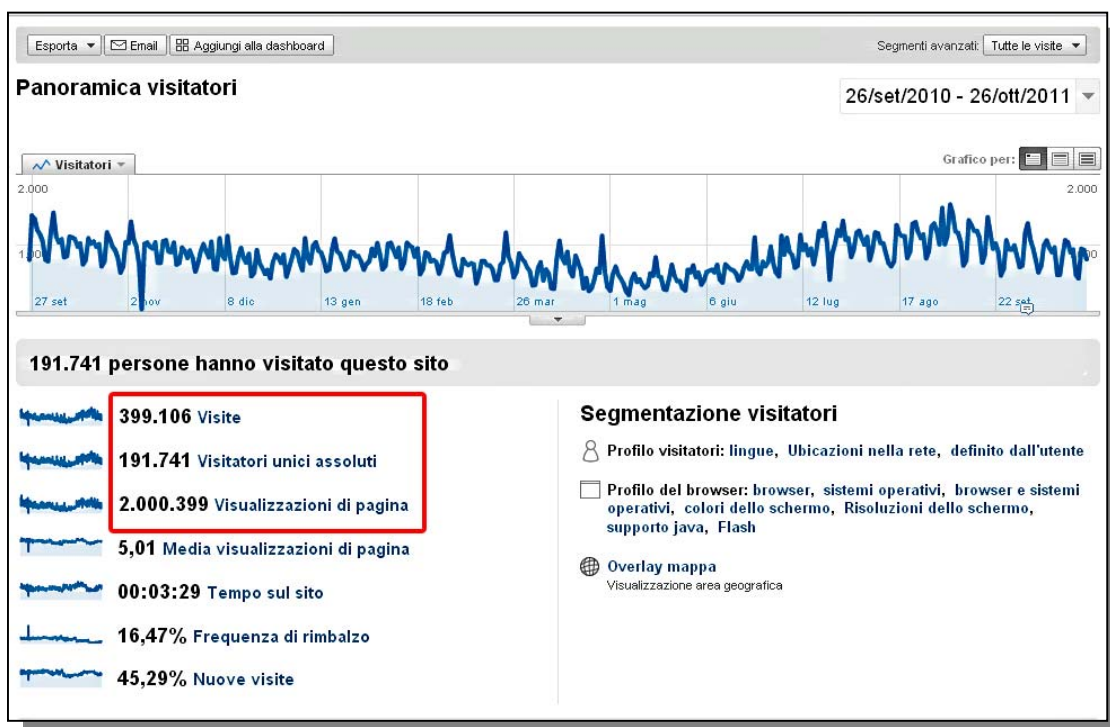 Esporta Email Aggiungi alla dashboard Segmenti avanzati: Tutte le visite
Panoramica visitatori
26/set/2010 - 26/ott/2011
Visitatori
Grafico per:
2.000 2.000
27 set 2 nov 8 dic 13 gen 18 feb 26 mar 1 mag 6 giu 12 lug 17 ago 22 set
191.741 persone hanno visitato questo sito
399.106 Visite
191.741 Visitatori unici assoluti
2.000.399 Visualizzazioni di pagina
5,01 Media visualizzazioni di pagina
00:03:29 Tempo sul sito
16,47% Frequenza di rimbalzo
45,29% Nuove visite
Segmentazione visitatori
Profilo visitatori: lingue, Ubicazioni nella rete, definito dall'utente
Profilo del browser: browser, sistemi operativi, browser e sistemi
operativi, colori dello schermo, Risoluzioni dello schermo,
supporto java, Flash
Overlay mappa
Visualizzazione area geografica